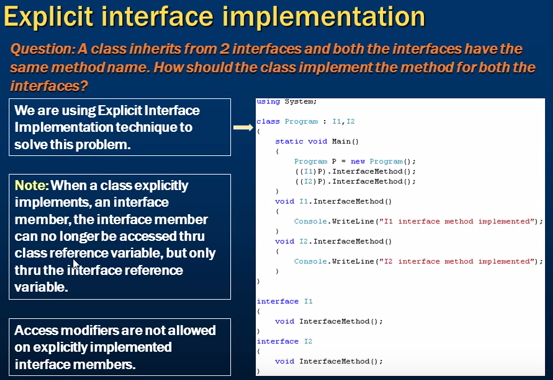 Explicit interface implementation
Question: A class inherits from 2 interfaces and both the interfaces have the
same method name. How should the class implement the method for both the
interfaces?
We are using Explicit Interface
Implementation technique to
solve this problem.
Note: When a class explicitly
implements, an interface
member, the interface member
can no longer be accessed thru
class reference variable, but only
thru the interface reference
variable.
Access modifiers are not allowed
on explicitly implemented
interface members.
using System;
class Program : I1,I2
{
static void Main()
{
Program P = new Program();
((I1)P).InterfaceMethod();
((I2)P).InterfaceMethod();
}
void I1.InterfaceMethod()
{
Console.WriteLine("I1 interface method implemented");
}
void I2.InterfaceMethod()
{
Console.WriteLine("I2 interface method implemented");
}
}
interface I1
{
void InterfaceMethod();
}
interface I2
{
void InterfaceMethod();
}